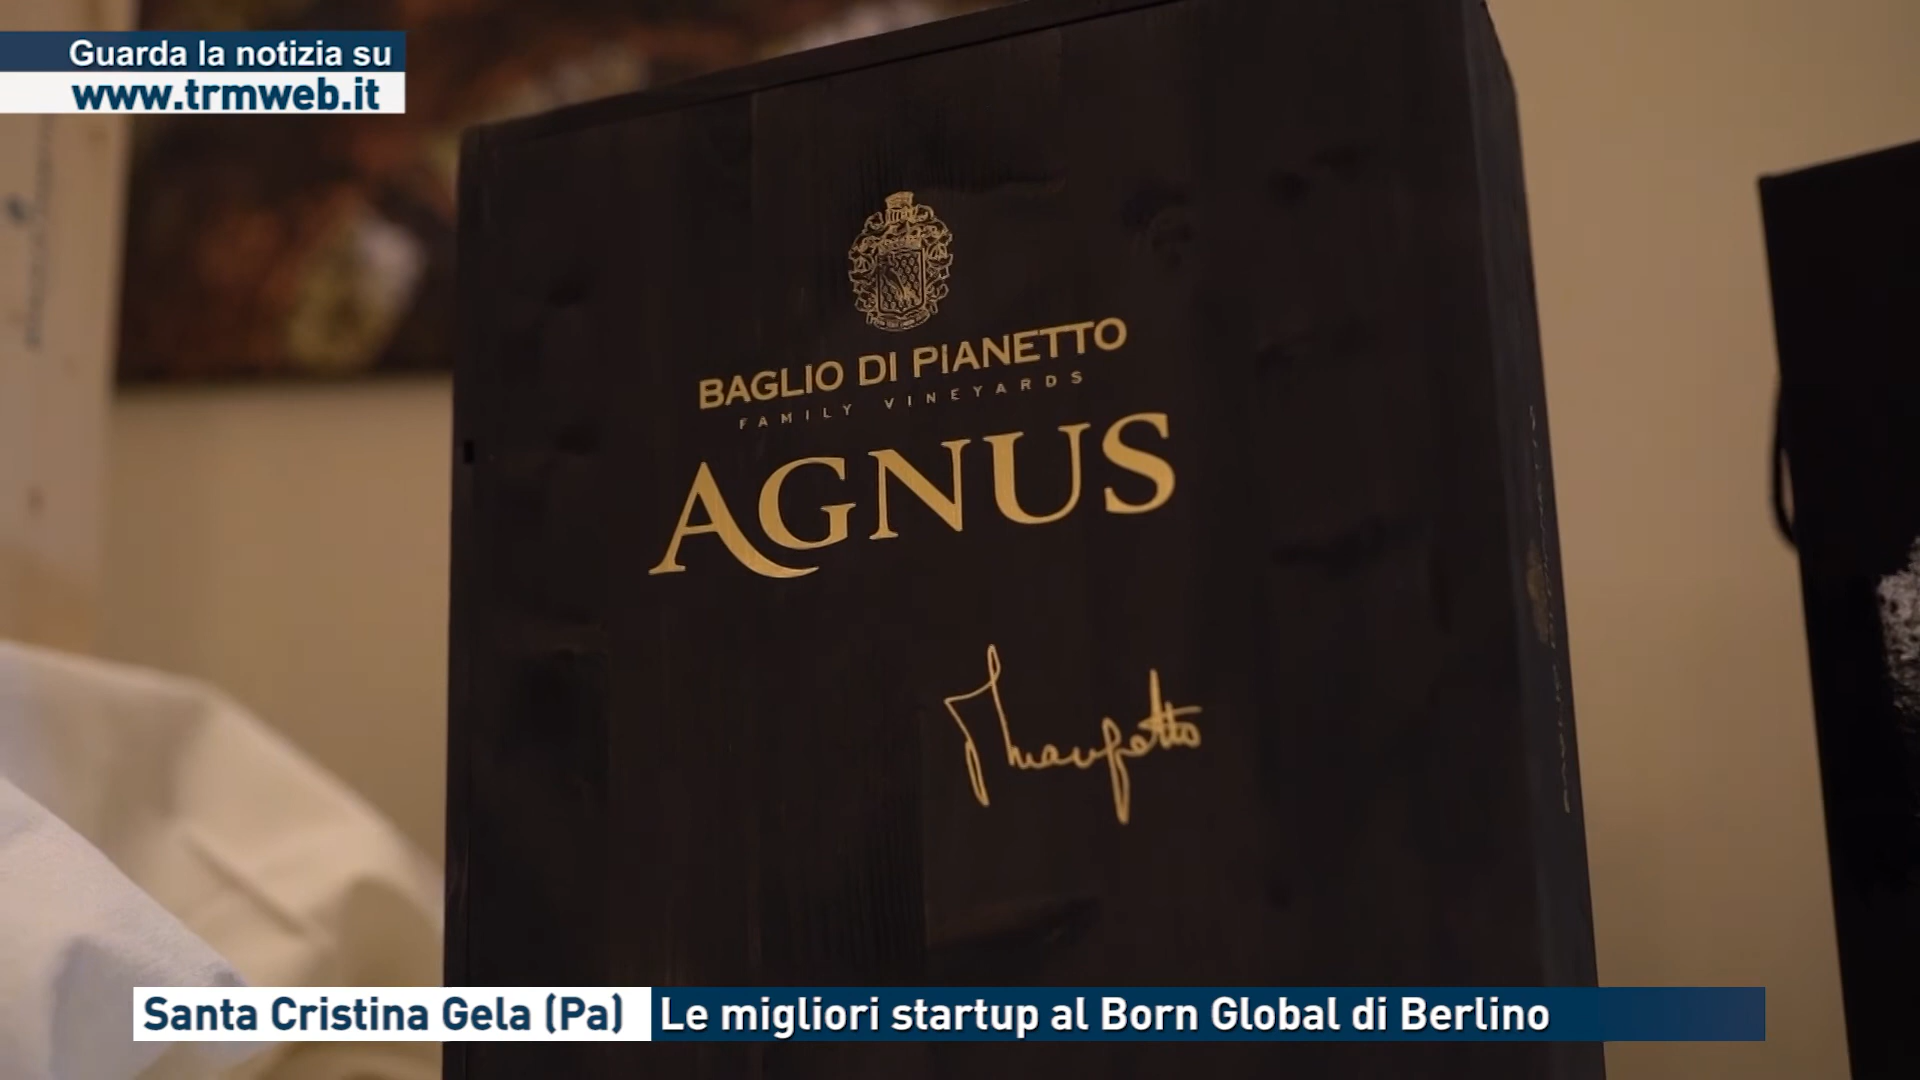 Guarda la notizia su
www.trmweb.it
BAGLIO DI PIANETTO
FAMILY VINEYARDS
AGNUS
Santa Cristina Gela (Pa) Le migliori startup al Born Global di Berlino